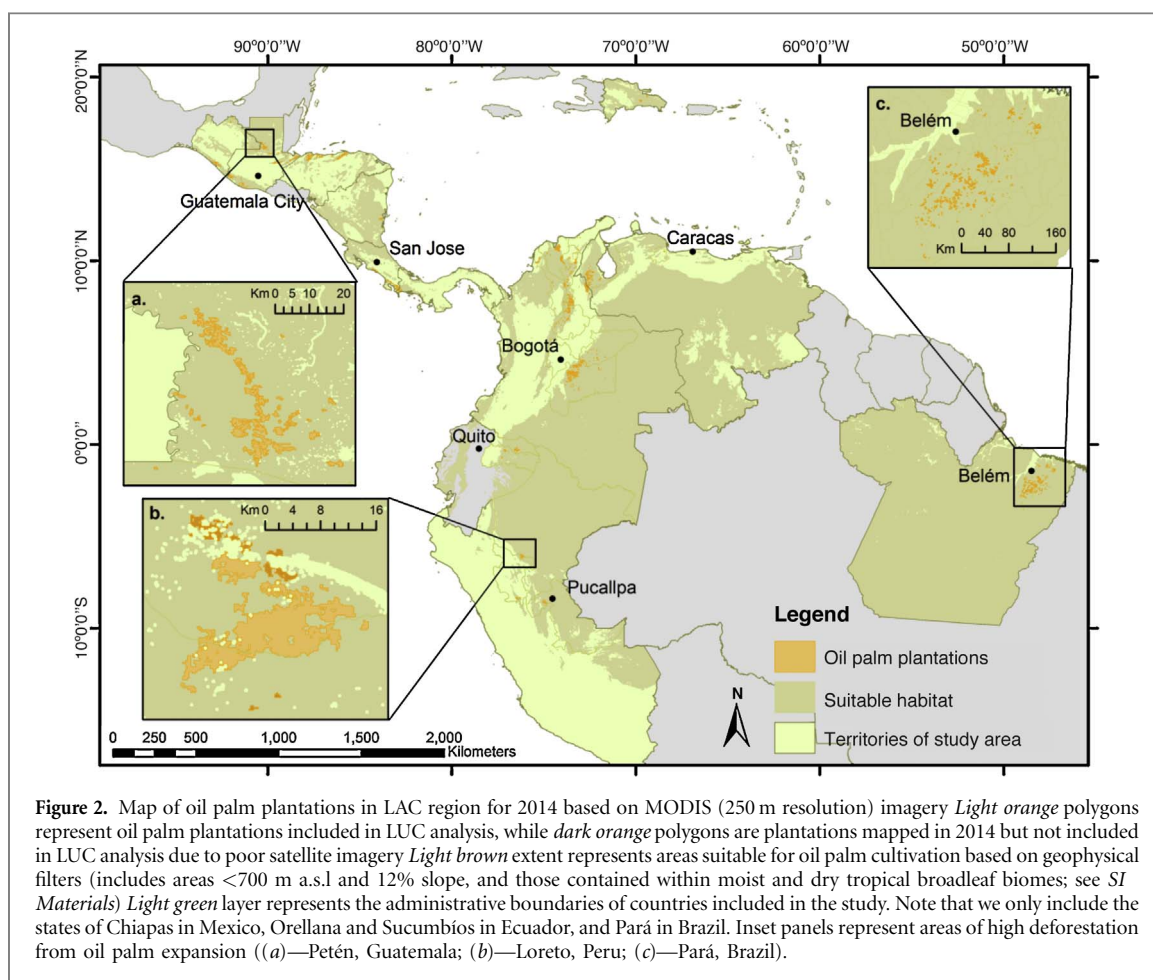 90°0'0"W 80°0'0"W 70°0'0"W 60°0'0"W 50°0'0"W
20°0'0"N
10°0'0"N
0°0'0"
10°0'0"S
c.
Belém
Km 0 40 80 160
Guatemala City
San Jose
Caracas
a.
Km 0 5 10 20
Bogotá
Quito
Belém
b.
Km 0 4 8 16
Pucallpa
Legend
Oil palm plantations
Suitable habitat
Territories of study area
N
0 250 500 1,000 1,500 2,000
Kilometers
Figure 2. Map of oil palm plantations in LAC region for 2014 based on MODIS (250 m resolution) imagery Light orange polygons
represent oil palm plantations included in LUC analysis, while dark orange polygons are plantations mapped in 2014 but not included
in LUC analysis due to poor satellite imagery Light brown extent represents areas suitable for oil palm cultivation based on geophysical
filters (includes areas <700 m a.s.l and 12% slope, and those contained within moist and dry tropical broadleaf biomes; see SI
Materials) Light green layer represents the administrative boundaries of countries included in the study. Note that we only include the
states of Chiapas in Mexico, Orellana and Sucumbíos in Ecuador, and Pará in Brazil. Inset panels represent areas of high deforestation
from oil palm expansion ((a)—Petén, Guatemala; (b)—Loreto, Peru; (c)—Pará, Brazil).